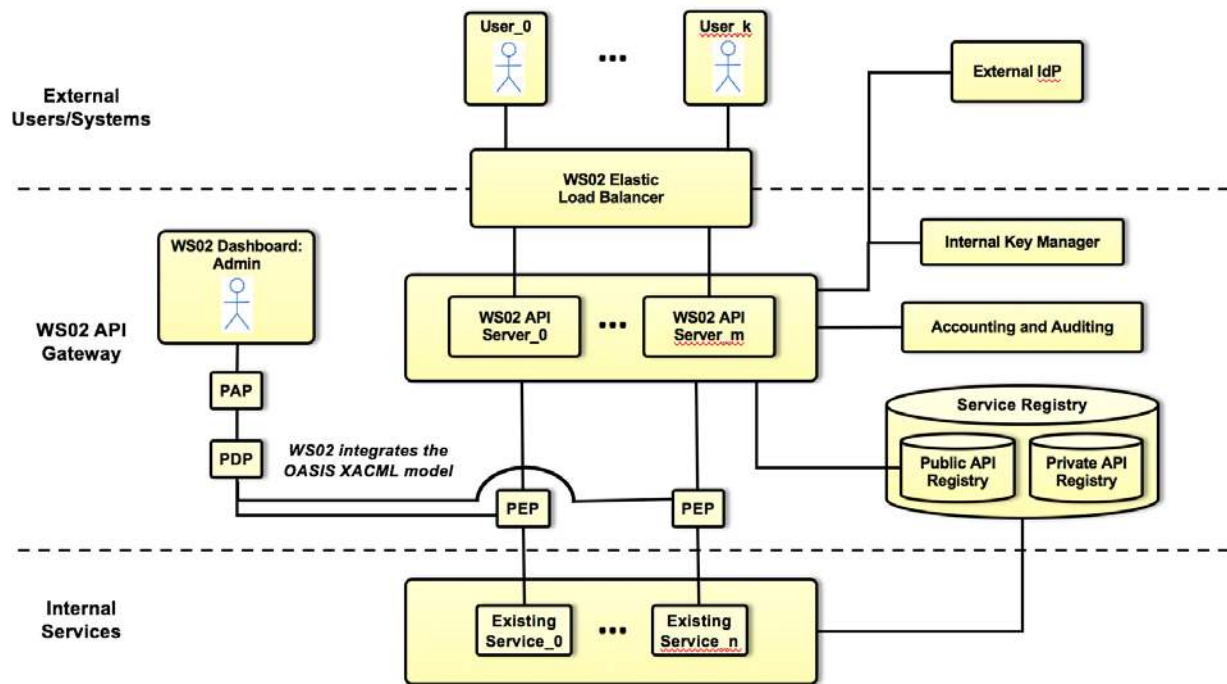 User_0
...
User_k
External IdP
External
Users/Systems
WS02 Elastic
Load Balancer
WS02 Dashboard:
Admin
Internal Key Manager
WS02 API
Gateway
WS02 API
Server_0
...
WS02 API
Server_m
Accounting and Auditing
PAP
PDP
WS02 integrates the
OASIS XACML model
Service Registry
Public API
Registry
Private API
Registry
PEP
PEP
Internal
Services
Existing
Service_0
...
Existing
Service_n